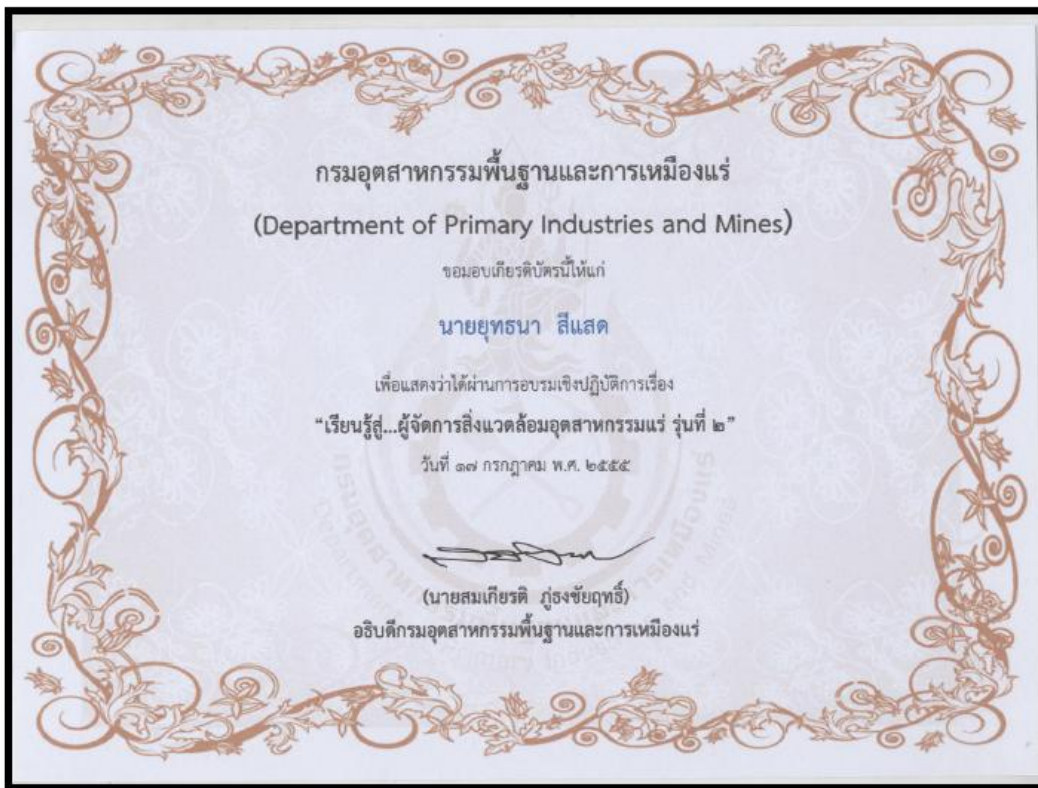 กรมอุตสาหกรรมพื้นฐานและการเหมืองแร่
(Department of Primary Industries and Mines)
ขอมอบเกียรติบัตรนี้ให้แก่
นายยุทธนา สีแสด
เพื่อแสดงว่าได้ผ่านการอบรมเชิงปฏิบัติการเรื่อง
“เรียนรู้สู่...ผู้จัดการสิ่งแวดล้อมอุตสาหกรรมแร่ รุ่นที่ ๒”
วันที่ ๑๗ กรกฎาคม พ.ศ. ๒๕๕๕
(นายสมเกียรติ ภู่ธงชัยฤทธิ์)
อธิบดีกรมอุตสาหกรรมพื้นฐานและการเหมืองแร่